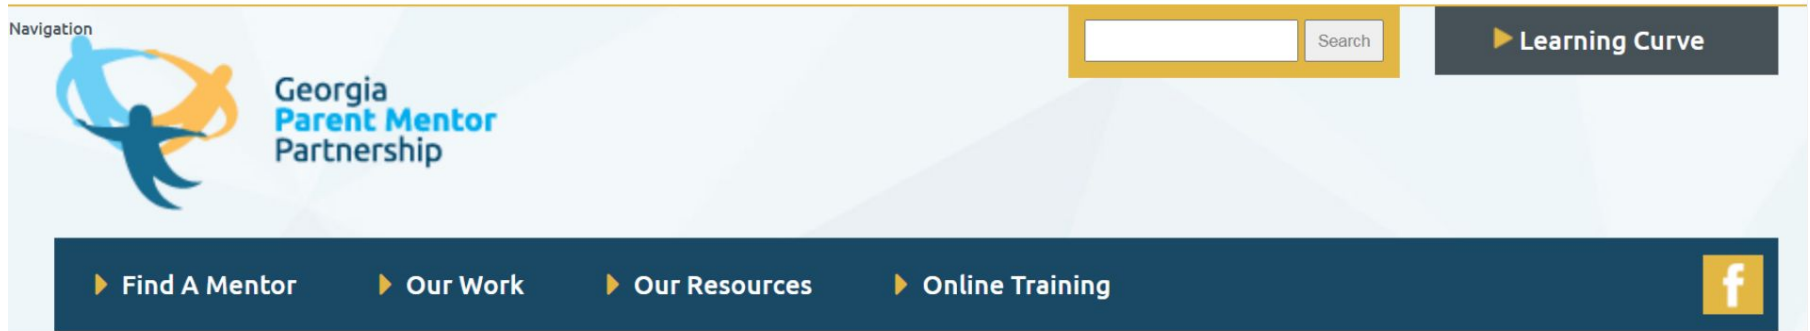 Navigation
Search
Learning Curve
Georgia
Parent Mentor
Partnership
Find A Mentor
Our Work
Our Resources
Online Training
f